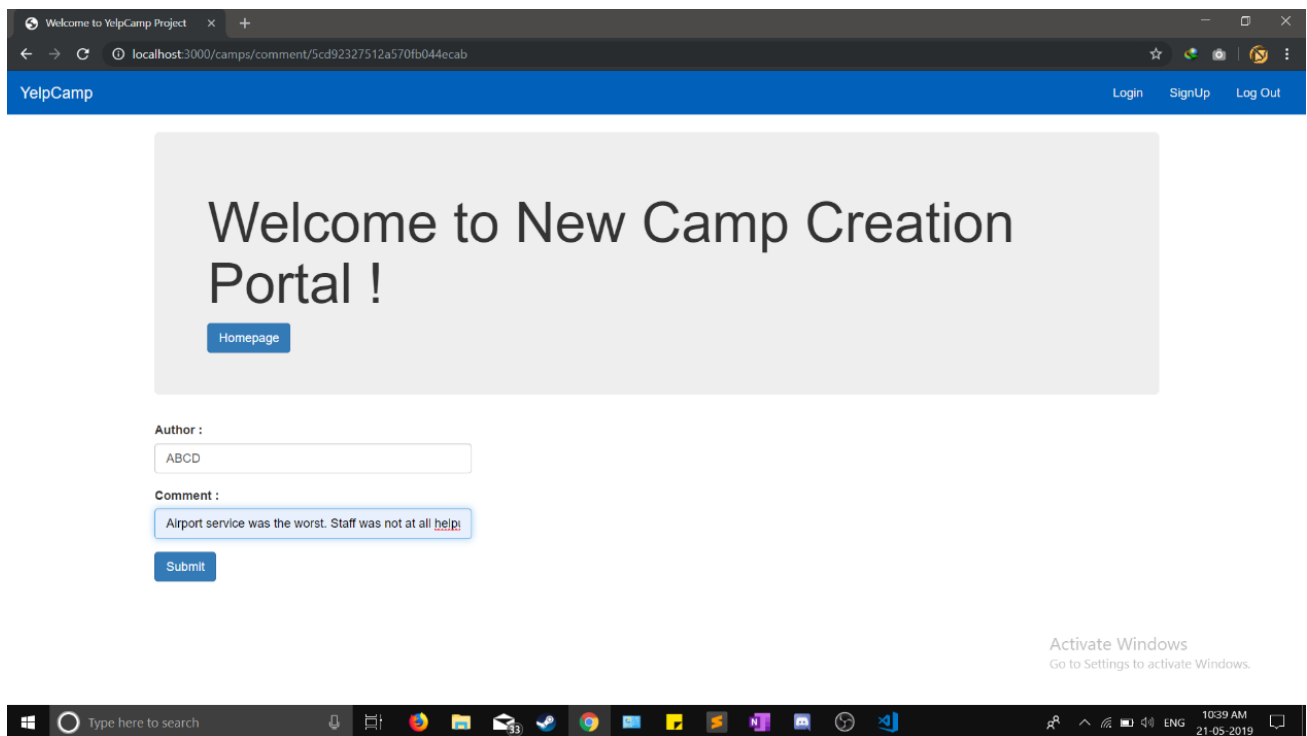 Welcome to YelpCamp Project
localhost:3000/camps/comment/5cd92327512a570fb044ecab
YelpCamp
Login SignUp Log Out
Welcome to New Camp Creation
Portal !
Homepage
Author :
ABCD
Comment :
Airport service was the worst. Staff was not at all
Submit
Activate Windows
Go to Settings to activate Windows.
Type here to search
33
ENG
10:39 AM
21-05-2019